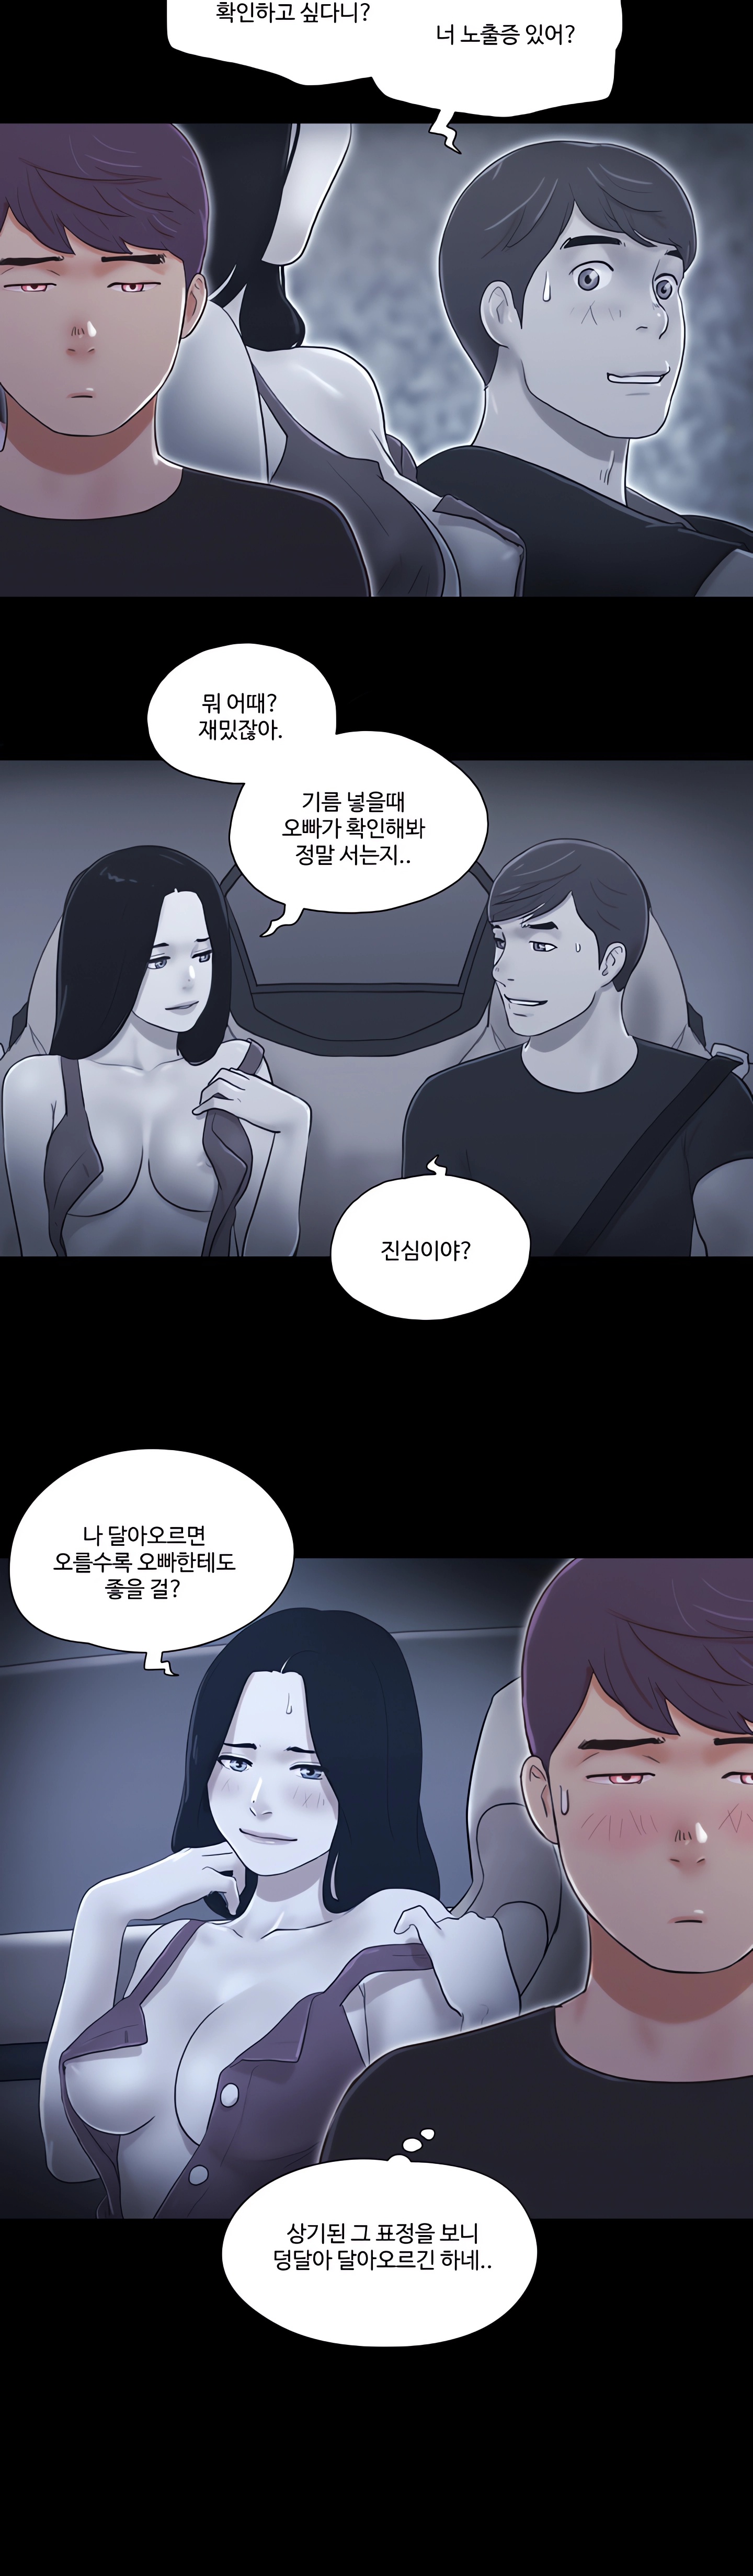 확인하고 싶다니?
너 노출증 있어?
뭐 어때?
재밌잖아.
기름 넣을때
오빠가 확인해봐
정말 서는지..
진심이야?
나 달아오르면
오를수록 오빠한테도
좋을 걸?
상기된 그 표정을 보니
덩달아 달아오르긴 하네..